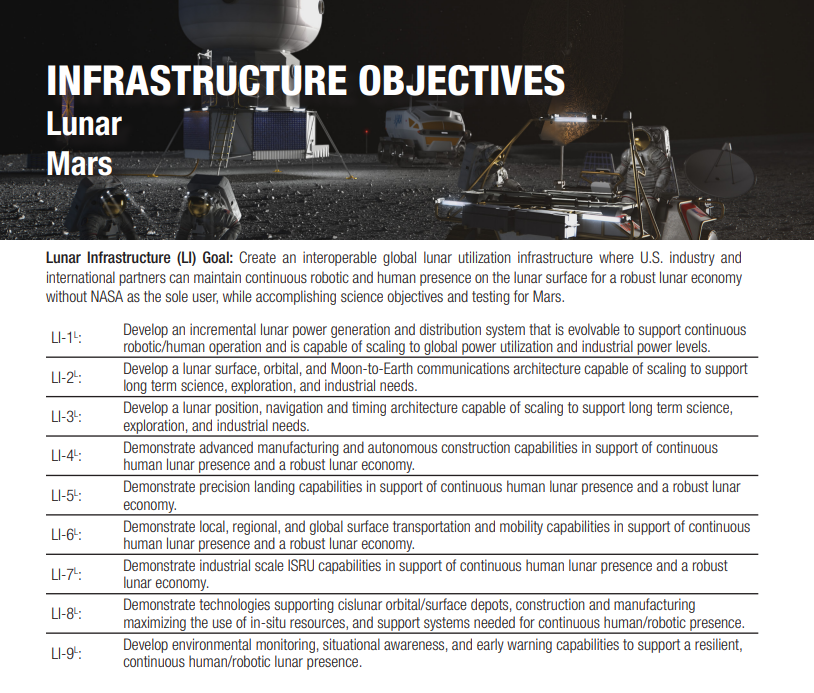 INFRASTRUCTURE OBJECTIVES
Lunar
Mars
Lunar Infrastructure (LI) Goal: Create an interoperable global lunar utilization infrastructure where U.S. industry and
international partners can maintain continuous robotic and human presence on the lunar surface for a robust lunar economy
without NASA as the sole user, while accomplishing science objectives and testing for Mars.
LI-1ᴸ: Develop an incremental lunar power generation and distribution system that is evolvable to support continuous
robotic/human operation and is capable of scaling to global power utilization and industrial power levels.
LI-2ᴸ: Develop a lunar surface, orbital, and Moon-to-Earth communications architecture capable of scaling to support
long term science, exploration, and industrial needs.
LI-3ᴸ: Develop a lunar position, navigation and timing architecture capable of scaling to support long term science,
exploration, and industrial needs.
LI-4ᴸ: Demonstrate advanced manufacturing and autonomous construction capabilities in support of continuous
human lunar presence and a robust lunar economy.
LI-5ᴸ: Demonstrate precision landing capabilities in support of continuous human lunar presence and a robust lunar
economy.
LI-6ᴸ: Demonstrate local, regional, and global surface transportation and mobility capabilities in support of continuous
human lunar presence and a robust lunar economy.
LI-7ᴸ: Demonstrate industrial scale ISRU capabilities in support of continuous human lunar presence and a robust
lunar economy.
LI-8ᴸ: Demonstrate technologies supporting cislunar orbital/surface depots, construction and manufacturing
maximizing the use of in-situ resources, and support systems needed for continuous human/robotic presence.
LI-9ᴸ: Develop environmental monitoring, situational awareness, and early warning capabilities to support a resilient,
continuous human/robotic lunar presence.